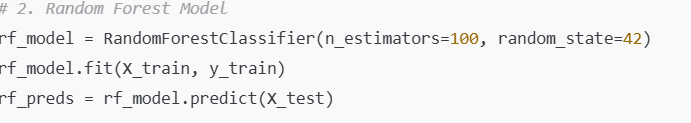 # 2. Random Forest Model
rf_model = RandomForestClassifier(n_estimators=100, random_state=42)
rf_model.fit(X_train, y_train)
rf_preds = rf_model.predict(X_test)